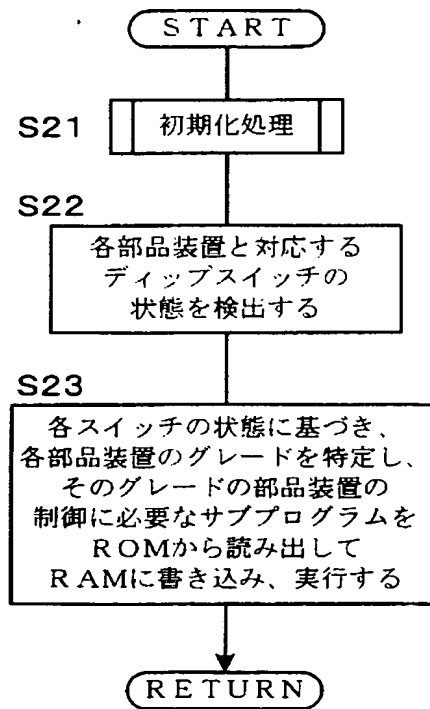 START
S21
初期化処理
S22
各部品装置と対応する
ディップスイッチの
状態を検出する
S23
各スイッチの状態に基づき、
各部品装置のグレードを特定し、
そのグレードの部品装置の
制御に必要なサブプログラムを
ROMから読み出して
RAMに書き込み、実行する
RETURN